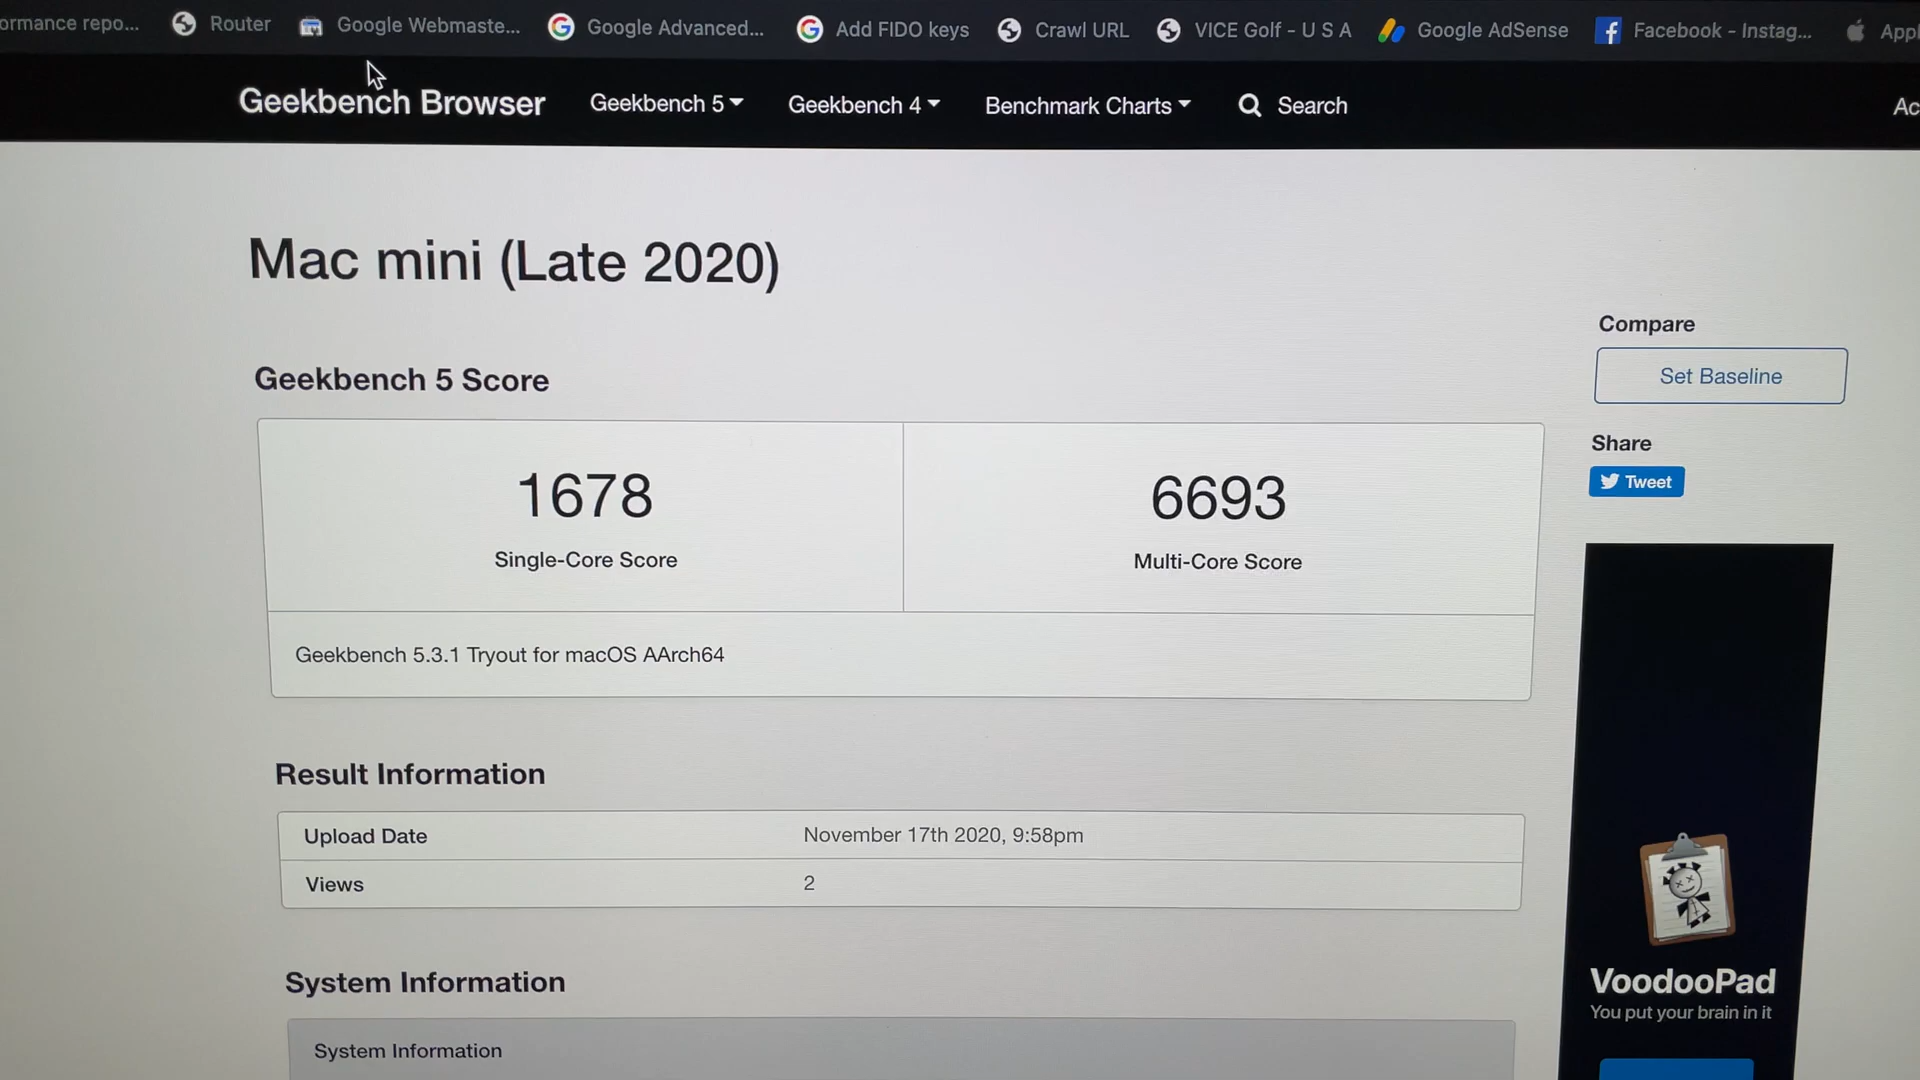 ormance repo... Router Google Webmaste... Google Advanced... Add FIDO keys Crawl URL VICE Golf - U S A Google AdSense Facebook - Instag... Appl
Geekbench Browser Geekbench 5 Geekbench 4 Benchmark Charts Search Ac
Mac mini (Late 2020)
Compare
Set Baseline
Share
Tweet
Geekbench 5 Score
1678
Single-Core Score
6693
Multi-Core Score
Geekbench 5.3.1 Tryout for macOS AArch64
Result Information
Upload Date November 17th 2020, 9:58pm
Views 2
System Information
System Information
VoodooPad
You put your brain in it